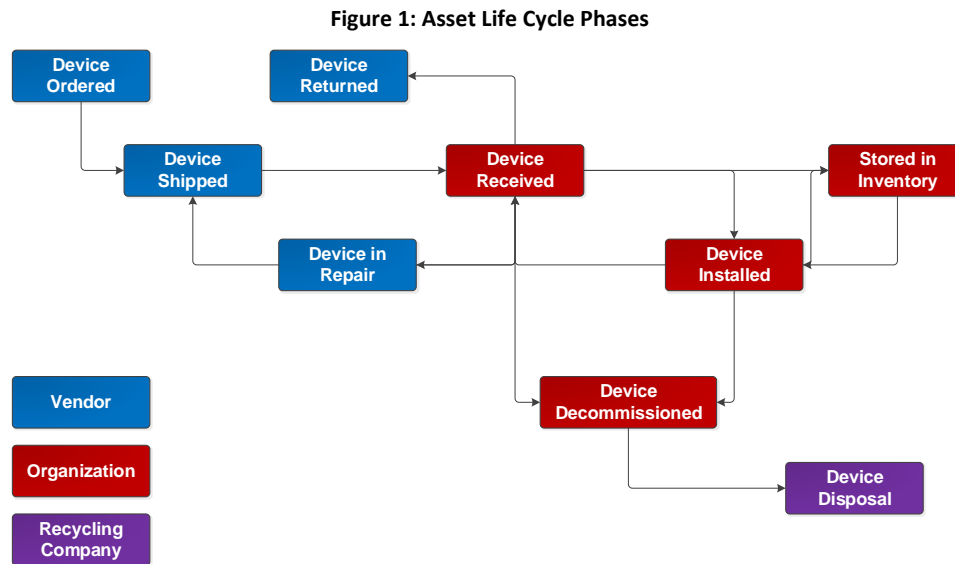 Figure 1: Asset Life Cycle Phases
Device
Ordered
Device
Returned
Device
Shipped
Device
Received
Stored in
Inventory
Device in
Repair
Device
Installed
Vendor
Device
Decommissioned
Organization
Device
Disposal
Recycling
Company